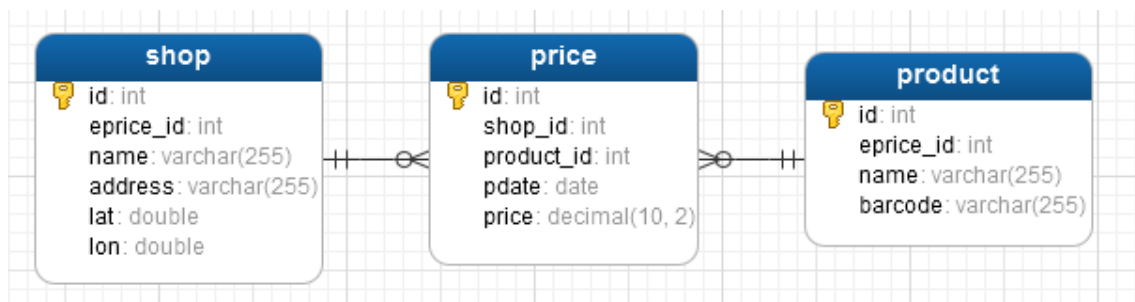 shop
id: int
eprice_id: int
name: varchar(255)
address: varchar(255)
lat: double
lon: double
price
id: int
shop_id: int
product_id: int
pdate: date
price: decimal(10, 2)
product
id: int
eprice_id: int
name: varchar(255)
barcode: varchar(255)